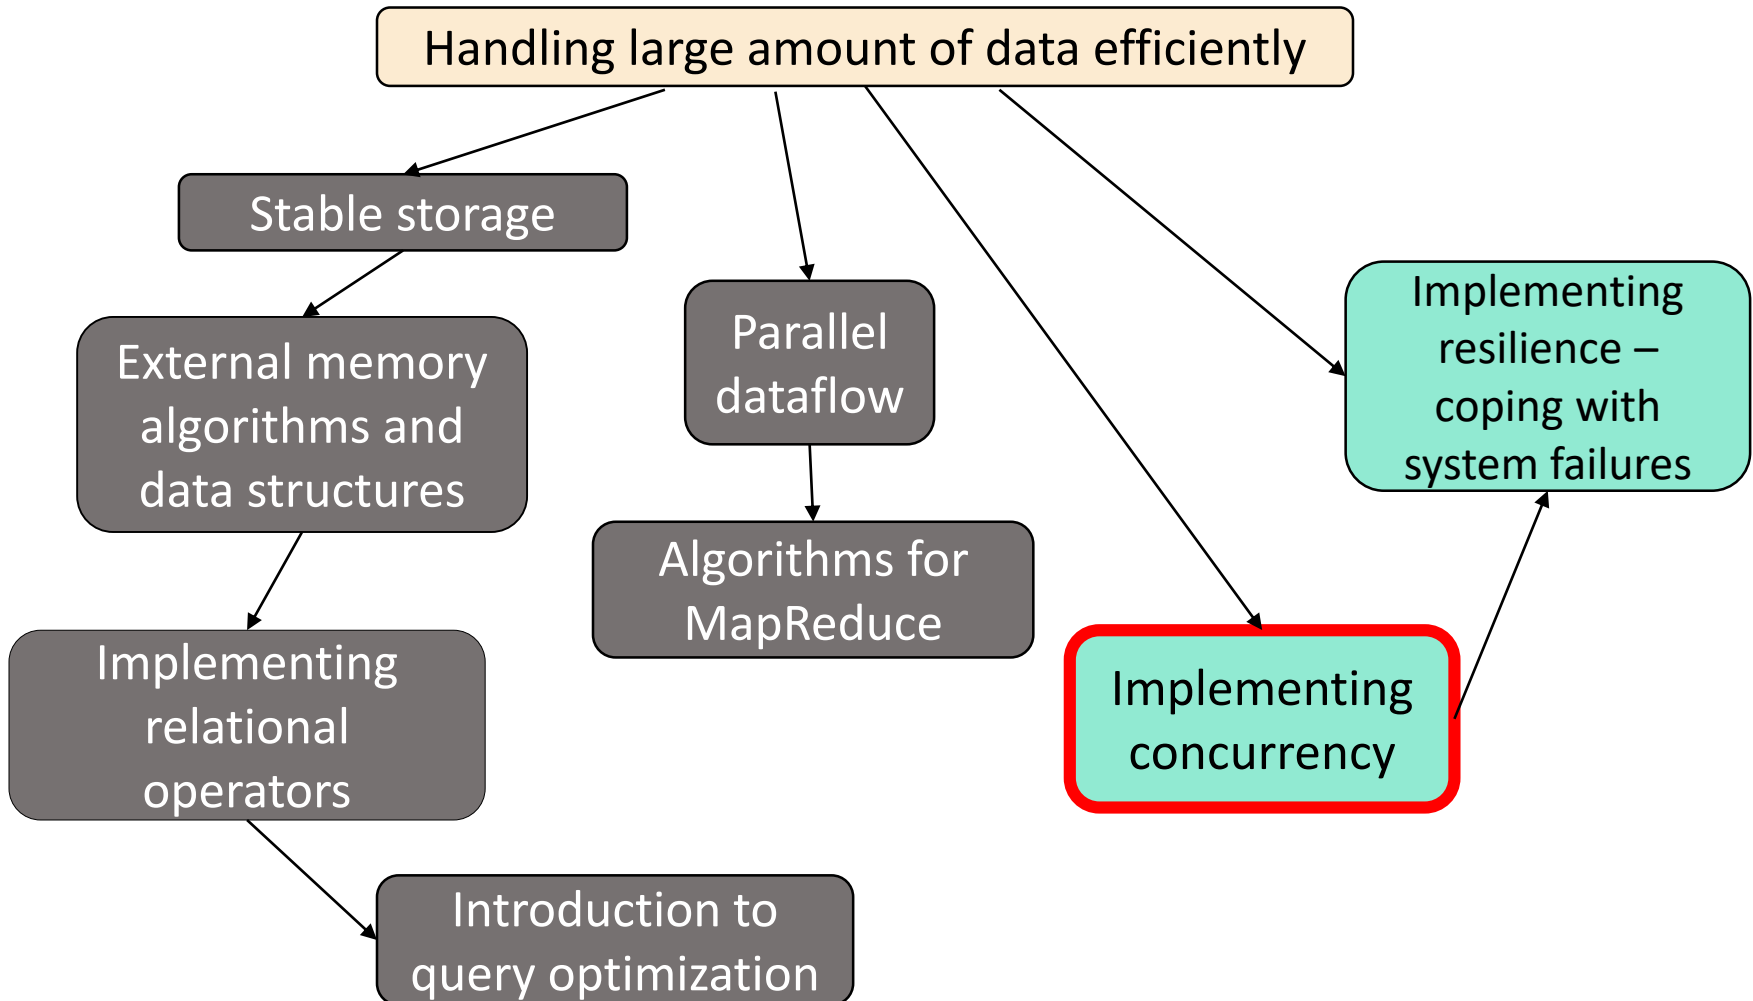 Handling large amount of data efficiently
Stable storage
External memory
algorithms and
data structures
Implementing
relational
operators
Introduction to
query optimization
Parallel
dataflow
Algorithms for
MapReduce
Implementing
concurrency
Implementing
resilience –
coping with
system failures